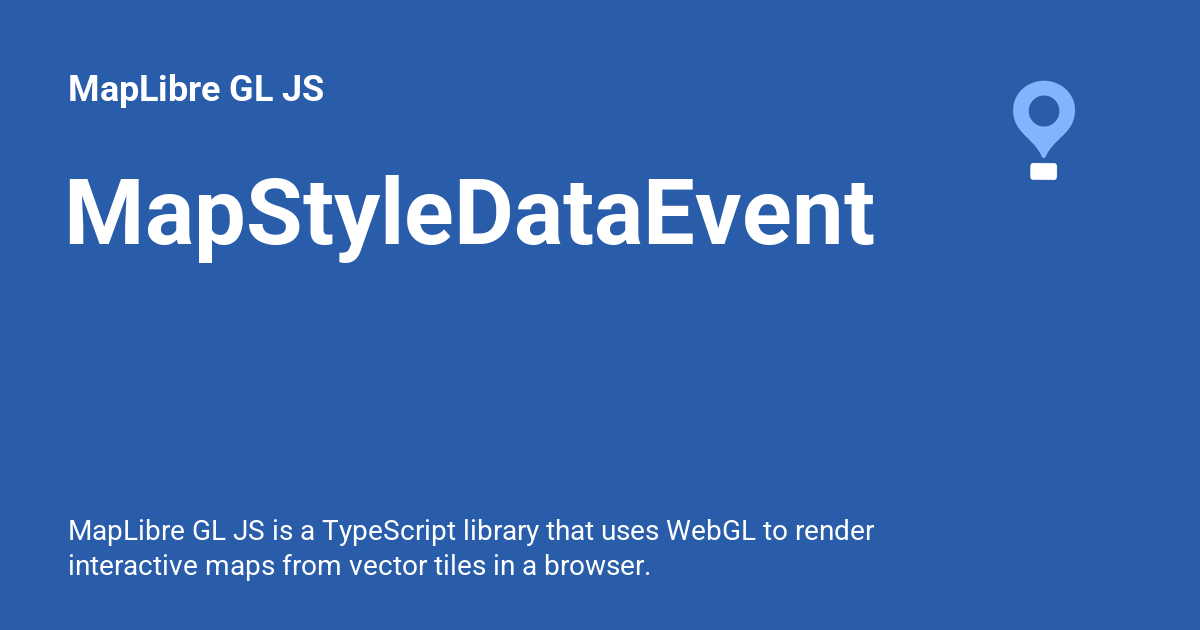 MapLibre GL JS
MapStyleDataEvent
MapLibre GL JS is a TypeScript library that uses WebGL to render
interactive maps from vector tiles in a browser.